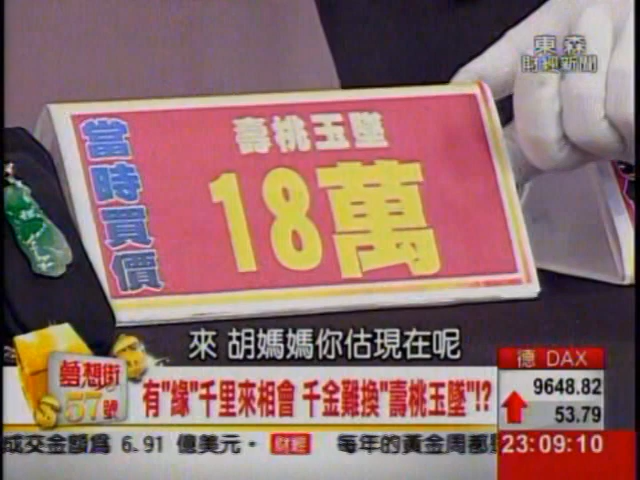 東森
財經新聞
當時買價
壽桃玉墜
18萬
來 胡媽媽你估現在呢
夢想街
57號
有"緣"千里來相會 千金難換"壽桃玉墜"!?
德 DAX
9648.82
53.79
成交金額為 6.91 億美元。 財經 每年的黃金周都
23:09:10